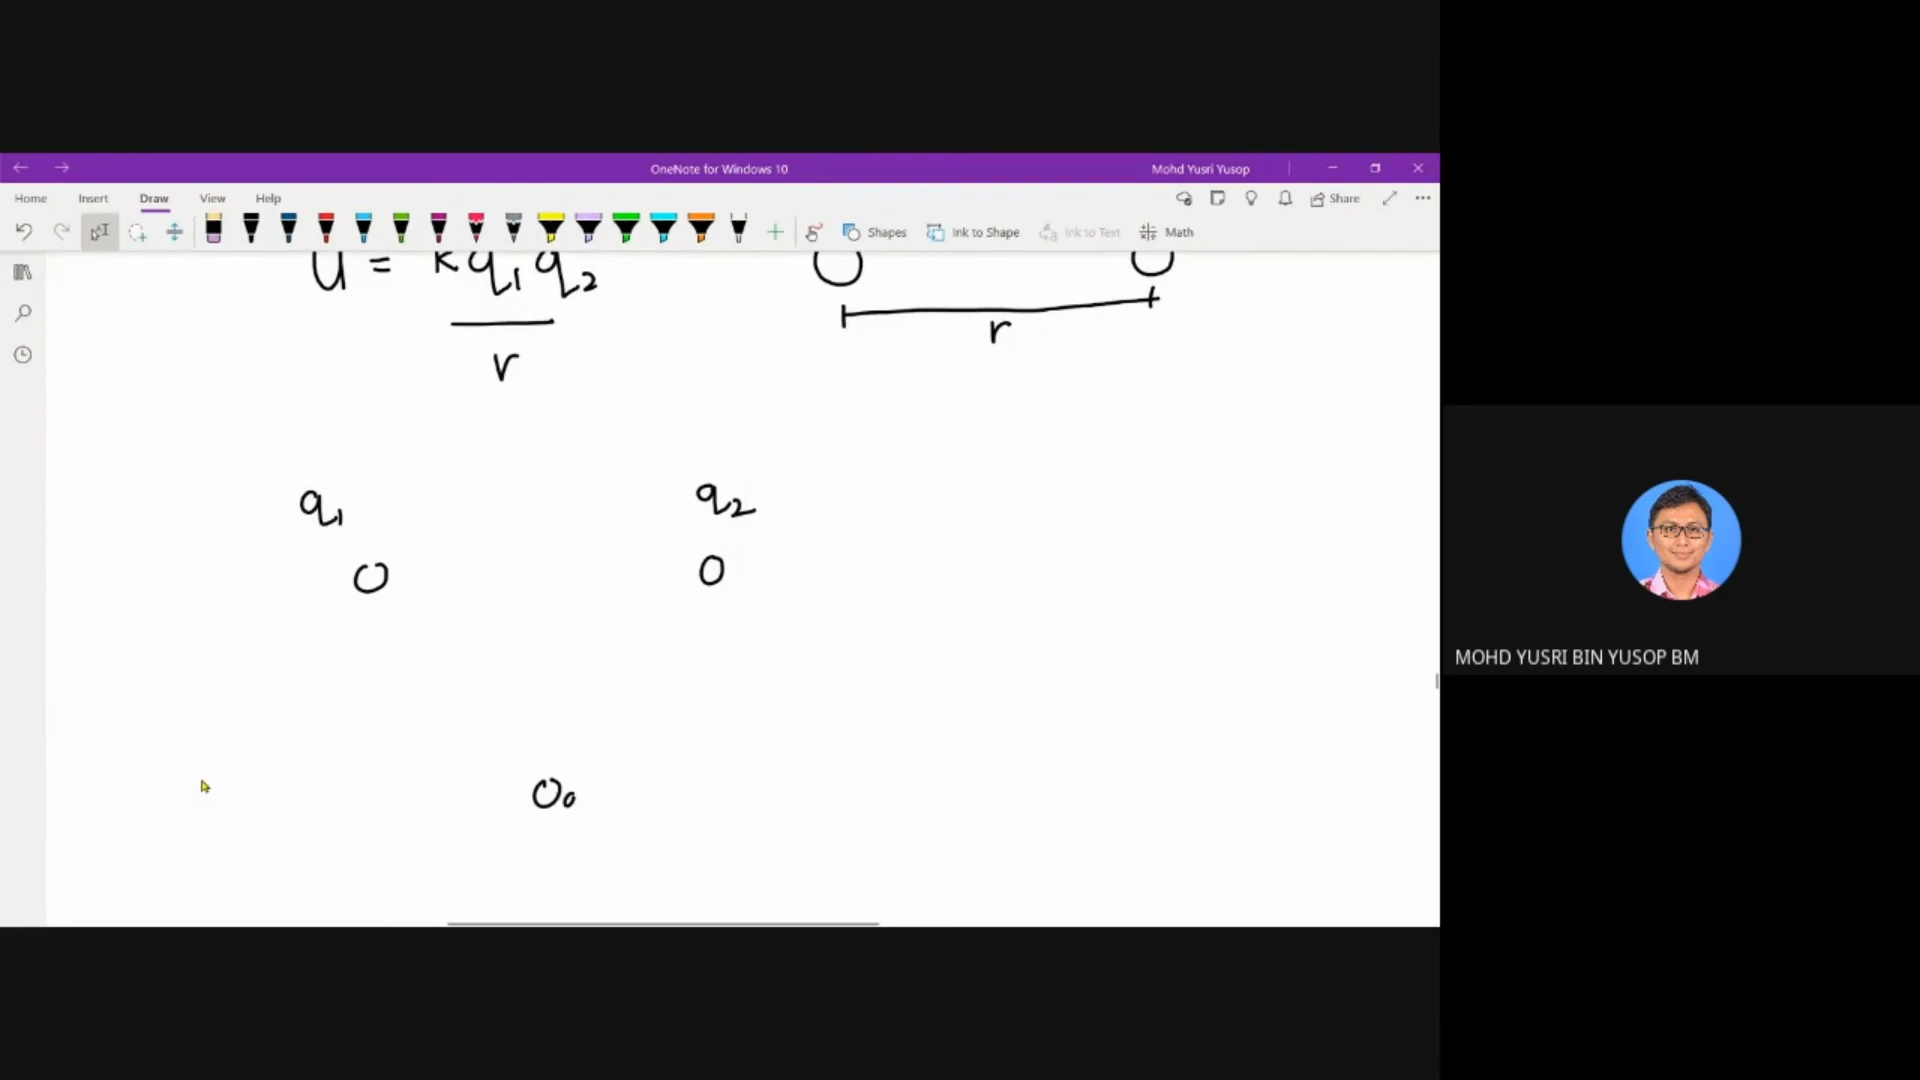 OneNote for Windows 10
Mohd Yusri Yusop
Home Insert Draw View Help
Share
Shapes Ink to Shape Ink to Text Math
U = kq₁q₂
r
r
q₁ q₂
MOHD YUSRI BIN YUSOP BM